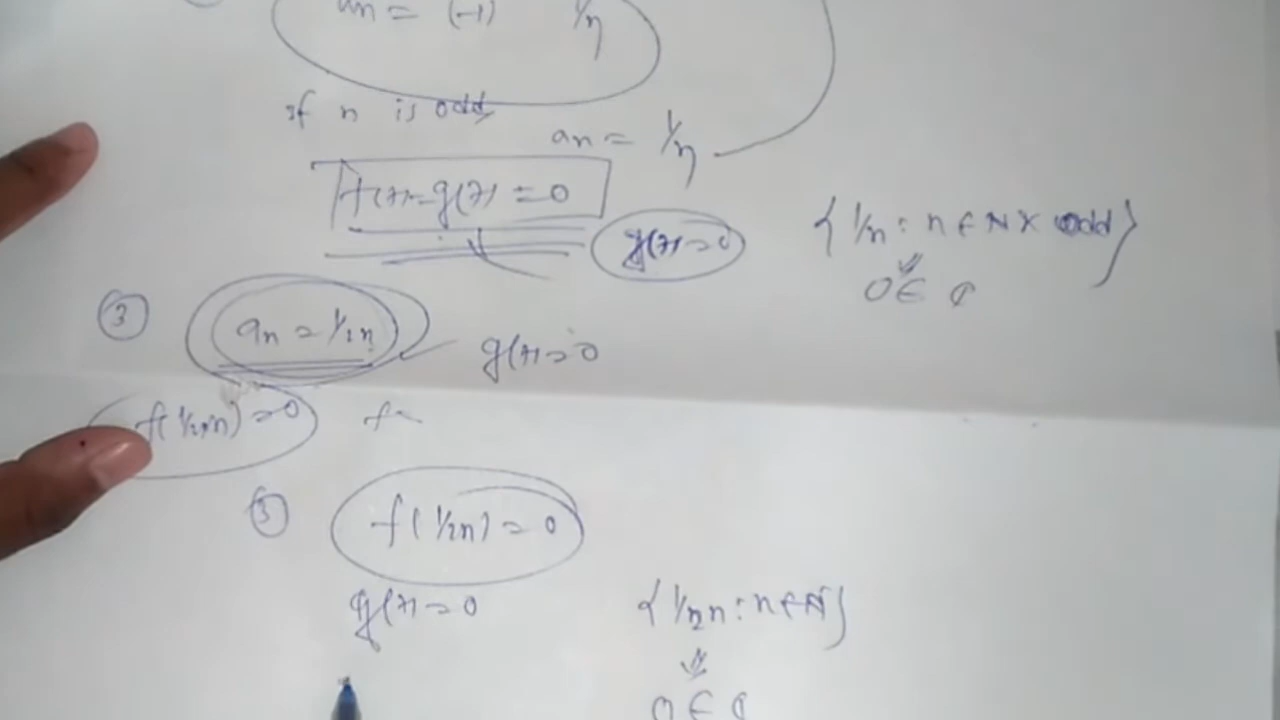 an = (-1) 1/n
if n is odd
an = 1/n
f(z)-g(z) = 0
g(z) = 0
{ 1/n : n ∈ N × odd }
0 ∈ ¢
③ an = 1/2n
g(z) = 0
f(1/2n) = 0
③ f(1/2n) = 0
g(z) = 0
{ 1/2n : n ∈ N }
0 ∈ ¢